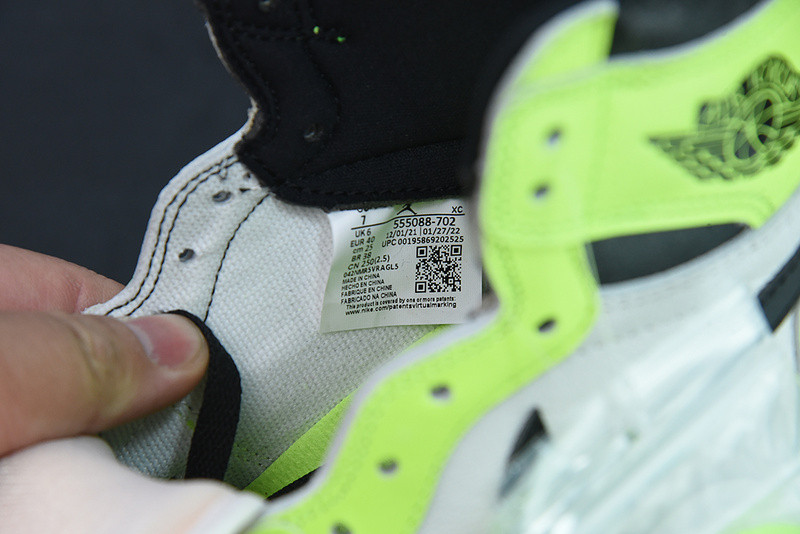 7 555088-702 XC
UK 6 12/01/21 01/27/22
EUR 40 UPC 00195869202525
cm 25
BR 38
CN 250(2.5)
042NMR5VRAGL5
MADE IN CHINA
HECHO EN CHINA
FABRIQUE EN CHINE
FABRICADO NA CHINA
This product is covered by one or more patents:
www.nike.com/patentsvirtualmarking